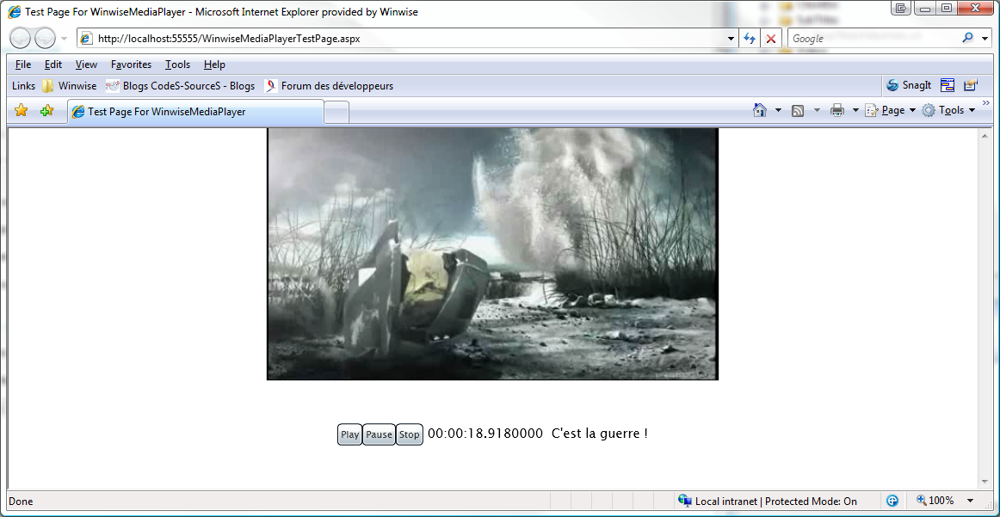 Test Page For WinwiseMediaPlayer - Microsoft Internet Explorer provided by Winwise
http://localhost:55555/WinwiseMediaPlayerTestPage.aspx
Google
File Edit View Favorites Tools Help
Links Winwise Blogs CodeS-SourceS - Blogs Forum des développeurs SnagIt
Test Page For WinwiseMediaPlayer Page Tools
Play Pause Stop 00:00:18.9180000 C'est la guerre !
Done Local intranet | Protected Mode: On 100%